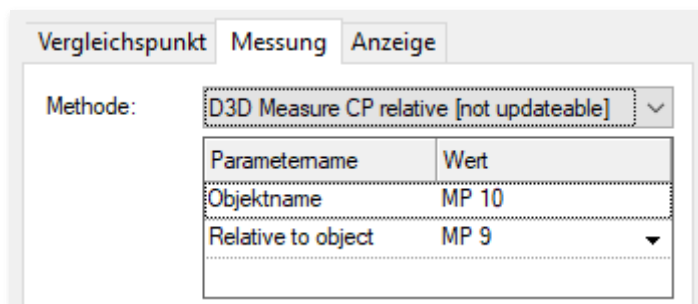 Vergleichspunkt Messung Anzeige
Methode: D3D Measure CP relative [not updateable]
Parametername Wert
Objektname MP 10
Relative to object MP 9